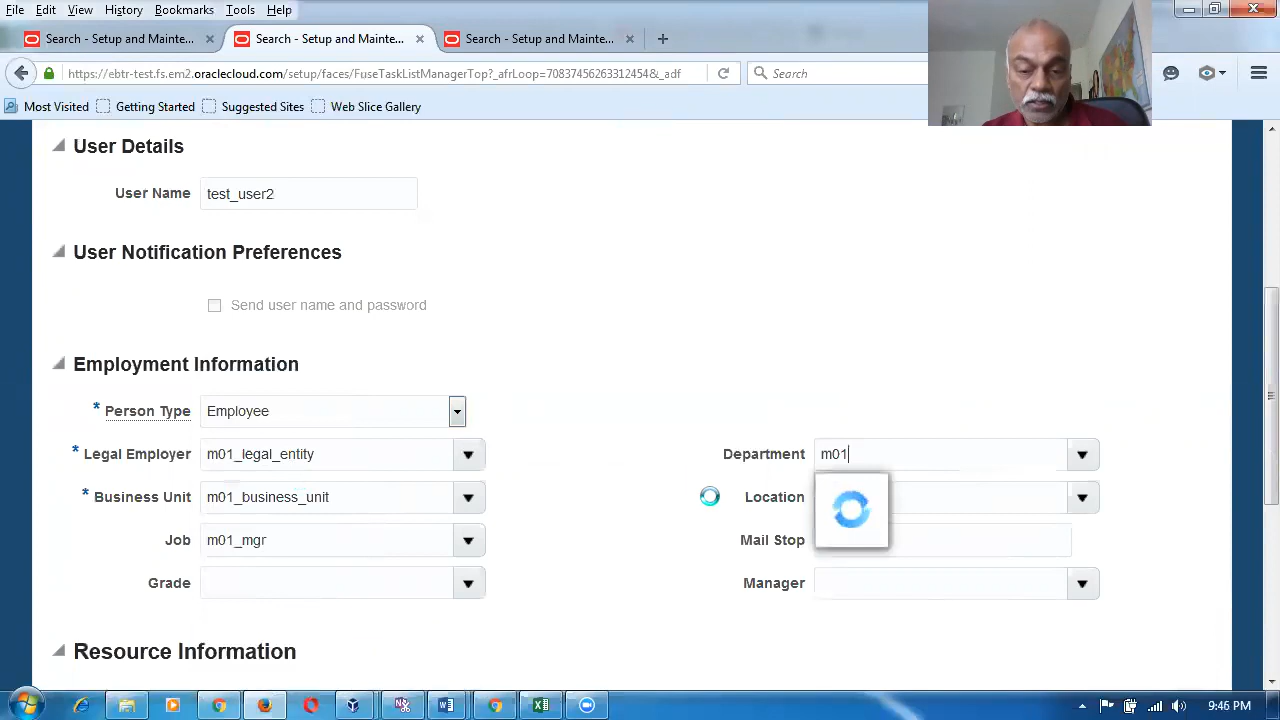 File Edit View History Bookmarks Tools Help
Search - Setup and Mainte... × Search - Setup and Mainte... × Search - Setup and Mainte... × +
https://ebtr-test.fs.em2.oraclecloud.com/setup/faces/FuseTaskListManagerTop?_afrLoop=70537456263312454&_adf Search
Most Visited Getting Started Suggested Sites Web Slice Gallery
User Details
User Name test_user2
User Notification Preferences
Send user name and password
Employment Information
* Person Type Employee
* Legal Employer m01_legal_entity Department m01
* Business Unit m01_business_unit Location
Job m01_mgr Mail Stop
Grade Manager
Resource Information
9:46 PM